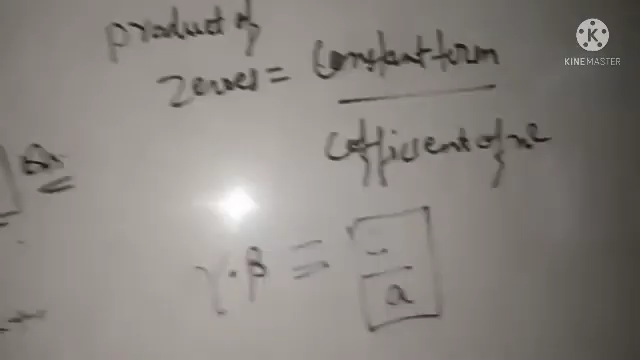 product of
zeroes = constant term
cofficient of x²
γ.β =
a
KINEMASTER